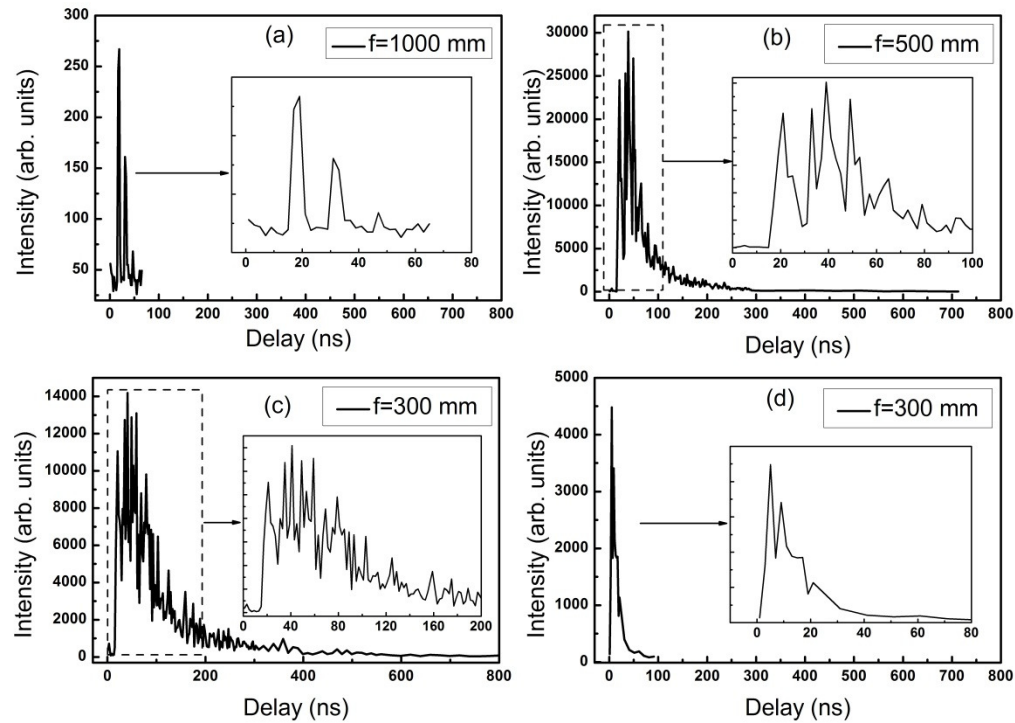 (a)
f=1000 mm
Intensity (arb. units)
300
250
200
150
100
50
0 20 40 60 80
0 100 200 300 400 500 600 700 800
Delay (ns)
(b)
f=500 mm
Intensity (arb. units)
30000
25000
20000
15000
10000
5000
0
0 20 40 60 80 100
0 100 200 300 400 500 600 700 800
Delay (ns)
(c)
f=300 mm
Intensity (arb. units)
14000
12000
10000
8000
6000
4000
2000
0
0 40 80 120 160 200
0 200 400 600 800
Delay (ns)
(d)
f=300 mm
Intensity (arb. units)
5000
4000
3000
2000
1000
0
0 20 40 60 80
0 100 200 300 400 500 600 700 800
Delay (ns)